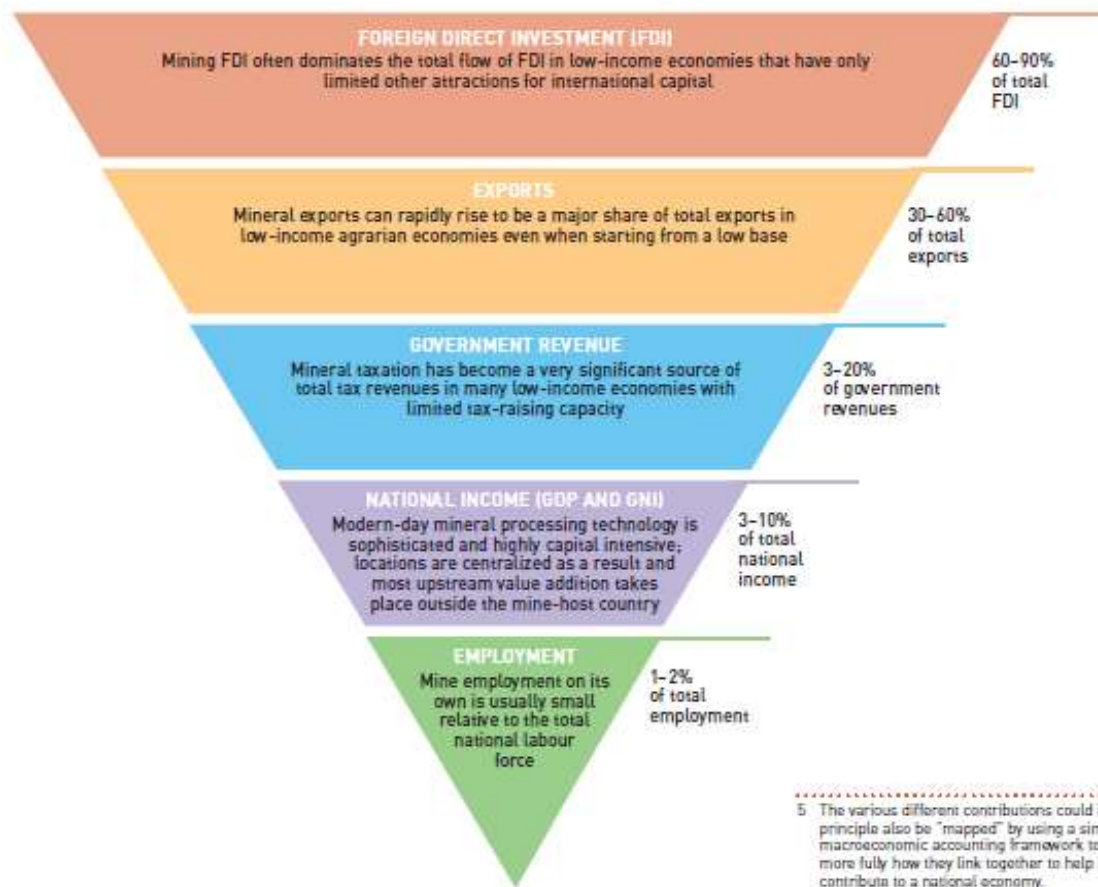 FOREIGN DIRECT INVESTMENT (FDI)
Mining FDI often dominates the total flow of FDI in low-income economies that have only
limited other attractions for international capital
60–90%
of total
FDI
EXPORTS
Mineral exports can rapidly rise to be a major share of total exports in
low-income agrarian economies even when starting from a low base
30–60%
of total
exports
GOVERNMENT REVENUE
Mineral taxation has become a very significant source of
total tax revenues in many low-income economies with
limited tax-raising capacity
3–20%
of government
revenues
NATIONAL INCOME (GDP AND GNI)
Modern-day mineral processing technology is
sophisticated and highly capital intensive;
locations are centralized as a result and
most upstream value addition takes
place outside the mine-host country
3–10%
of total
national
income
EMPLOYMENT
Mine employment on its
own is usually small
relative to the total
national labour
force
1–2%
of total
employment
5 The various different contributions could
principle also be "mapped" by using a
macroeconomic accounting framework
more fully how they link together to help
contribute to a national economy.